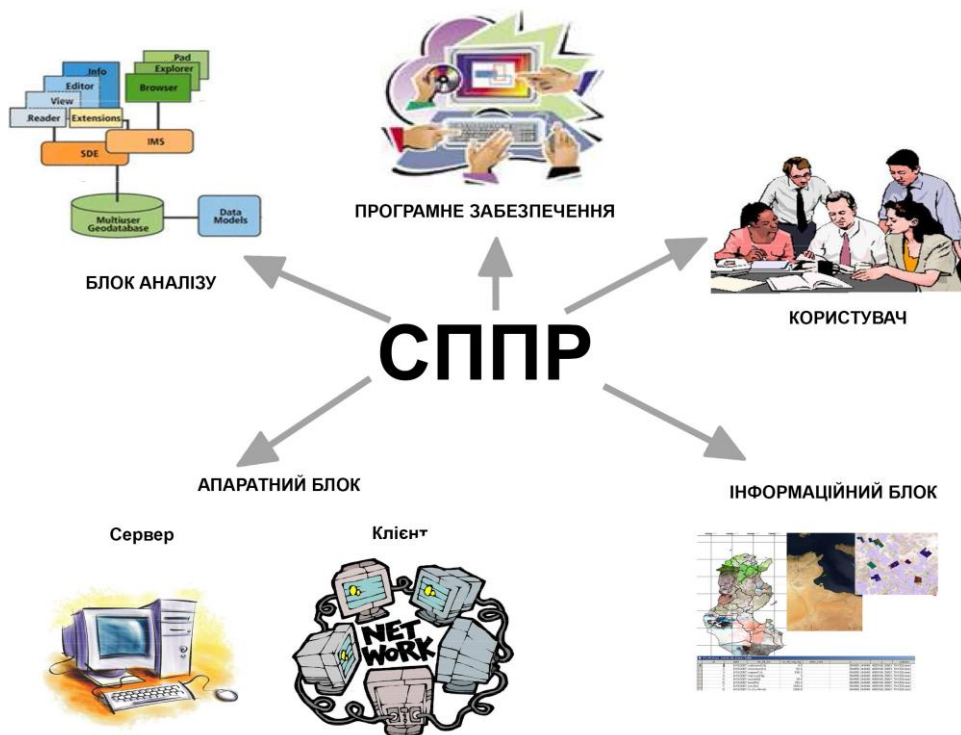 Pad
Explorer
Browser
Info
Editor
View
.Reader
Extensions
IMS
SDE
Multiuser
Geodatabase
Data
Models
БЛОК АНАЛІЗУ
ПРОГРАМНЕ ЗАБЕЗПЕЧЕННЯ
КОРИСТУВАЧ
СППР
АПАРАТНИЙ БЛОК
Сервер
Клієнт
NET
WORK
ІНФОРМАЦІЙНИЙ БЛОК